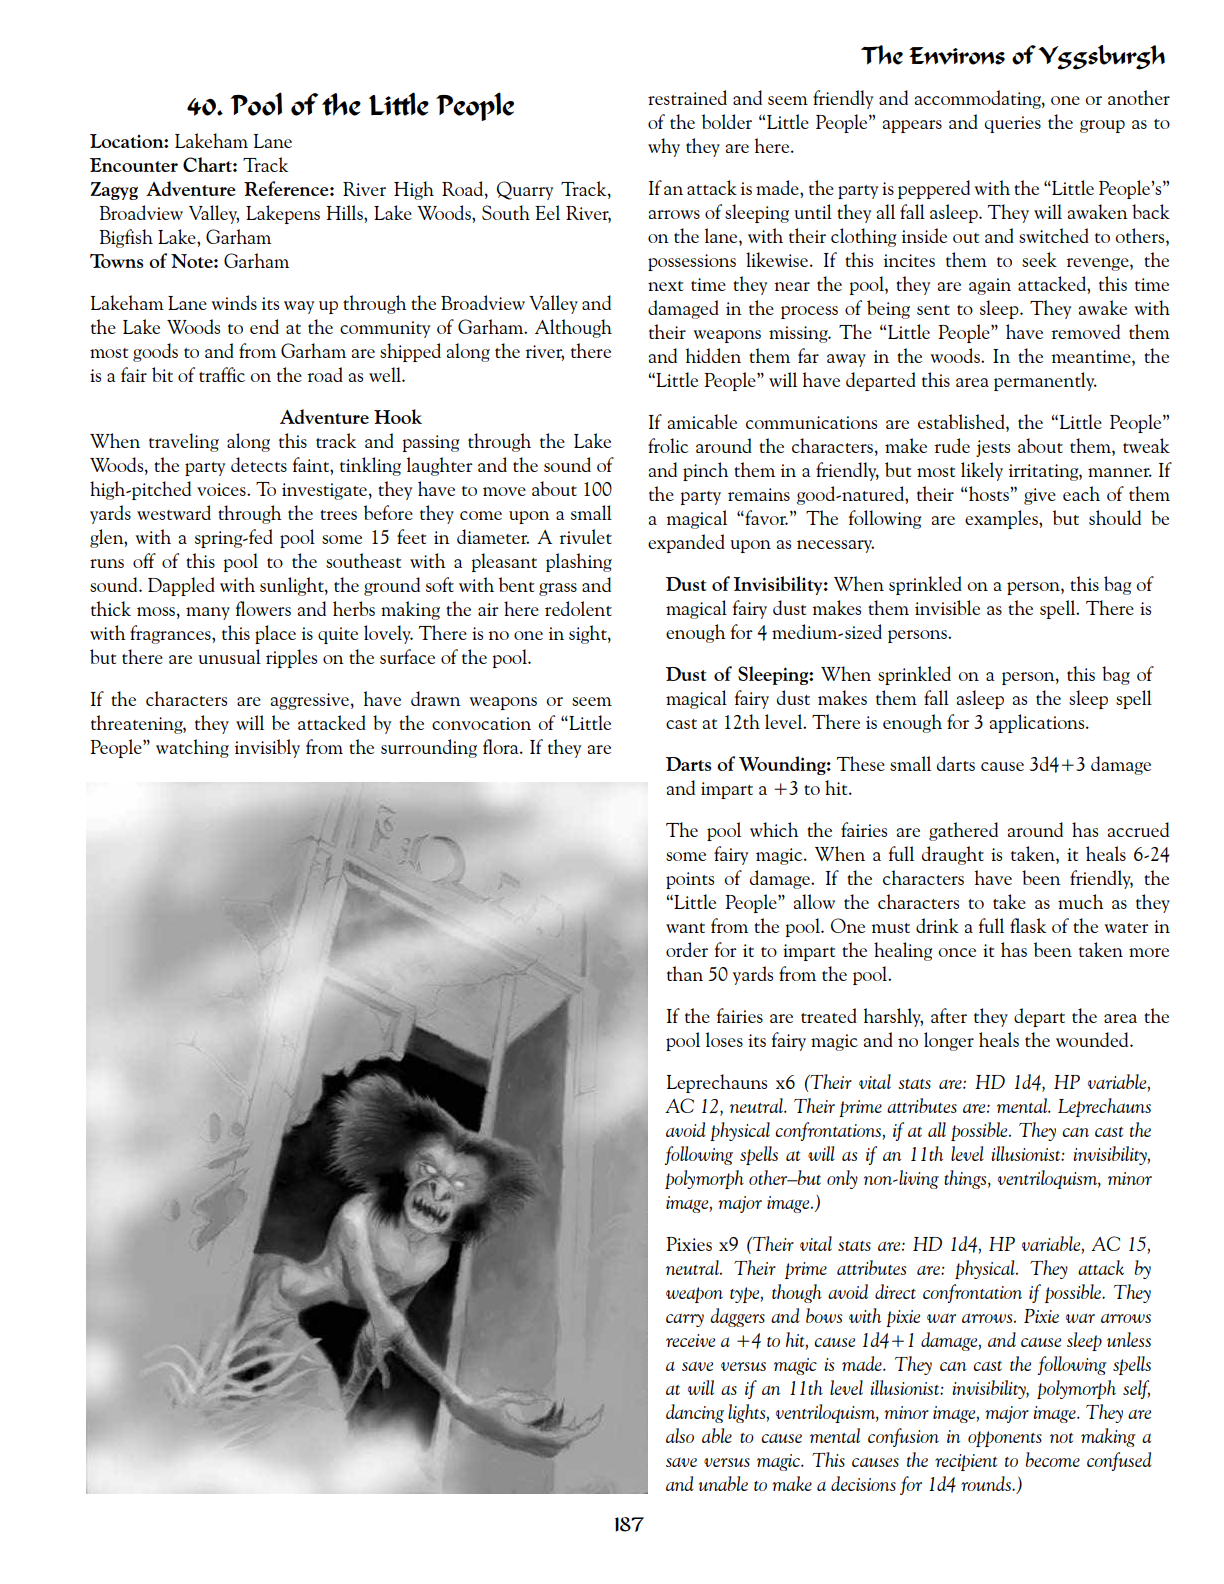 The Environs of Yggsburgh
40. Pool of the Little People
Location: Lakeham Lane
Encounter Chart: Track
Zagyg Adventure Reference: River High Road, Quarry Track,
Broadview Valley, Lakepens Hills, Lake Woods, South Eel River,
Bigfish Lake, Garham
Towns of Note: Garham
Lakeham Lane winds its way up through the Broadview Valley and
the Lake Woods to end at the community of Garham. Although
most goods to and from Garham are shipped along the river, there
is a fair bit of traffic on the road as well.
Adventure Hook
When traveling along this track and passing through the Lake
Woods, the party detects faint, tinkling laughter and the sound of
high-pitched voices. To investigate, they have to move about 100
yards westward through the trees before they come upon a small
glen, with a spring-fed pool some 15 feet in diameter. A rivulet
runs off of this pool to the southeast with a pleasant plashing
sound. Dappled with sunlight, the ground soft with bent grass and
thick moss, many flowers and herbs making the air here redolent
with fragrances, this place is quite lovely. There is no one in sight,
but there are unusual ripples on the surface of the pool.
If the characters are aggressive, have drawn weapons or seem
threatening, they will be attacked by the convocation of “Little
People” watching invisibly from the surrounding flora. If they are
restrained and seem friendly and accommodating, one or another
of the bolder “Little People” appears and queries the group as to
why they are here.
If an attack is made, the party is peppered with the “Little People’s”
arrows of sleeping until they all fall asleep. They will awaken back
on the lane, with their clothing inside out and switched to others,
possessions likewise. If this incites them to seek revenge, the
next time they near the pool, they are again attacked, this time
damaged in the process of being sent to sleep. They awake with
their weapons missing. The “Little People” have removed them
and hidden them far away in the woods. In the meantime, the
“Little People” will have departed this area permanently.
If amicable communications are established, the “Little People”
frolic around the characters, make rude jests about them, tweak
and pinch them in a friendly, but most likely irritating, manner. If
the party remains good-natured, their “hosts” give each of them
a magical “favor.” The following are examples, but should be
expanded upon as necessary.
Dust of Invisibility: When sprinkled on a person, this bag of
magical fairy dust makes them invisible as the spell. There is
enough for 4 medium-sized persons.
Dust of Sleeping: When sprinkled on a person, this bag of
magical fairy dust makes them fall asleep as the sleep spell
cast at 12th level. There is enough for 3 applications.
Darts of Wounding: These small darts cause 3d4+3 damage
and impart a +3 to hit.
The pool which the fairies are gathered around has accrued
some fairy magic. When a full draught is taken, it heals 6-24
points of damage. If the characters have been friendly, the
“Little People” allow the characters to take as much as they
want from the pool. One must drink a full flask of the water in
order for it to impart the healing once it has been taken more
than 50 yards from the pool.
If the fairies are treated harshly, after they depart the area the
pool loses its fairy magic and no longer heals the wounded.
Leprechauns x6 (Their vital stats are: HD 1d4, HP variable,
AC 12, neutral. Their prime attributes are: mental. Leprechauns
avoid physical confrontations, if at all possible. They can cast the
following spells at will as if an 11th level illusionist: invisibility,
polymorph other–but only non-living things, ventriloquism, minor
image, major image.)
Pixies x9 (Their vital stats are: HD 1d4, HP variable, AC 15,
neutral. Their prime attributes are: physical. They attack by
weapon type, though avoid direct confrontation if possible. They
carry daggers and bows with pixie war arrows. Pixie war arrows
receive a +4 to hit, cause 1d4+1 damage, and cause sleep unless
a save versus magic is made. They can cast the following spells
at will as if an 11th level illusionist: invisibility, polymorph self,
dancing lights, ventriloquism, minor image, major image. They are
also able to cause mental confusion in opponents not making a
save versus magic. This causes the recipient to become confused
and unable to make a decisions for 1d4 rounds.)
187